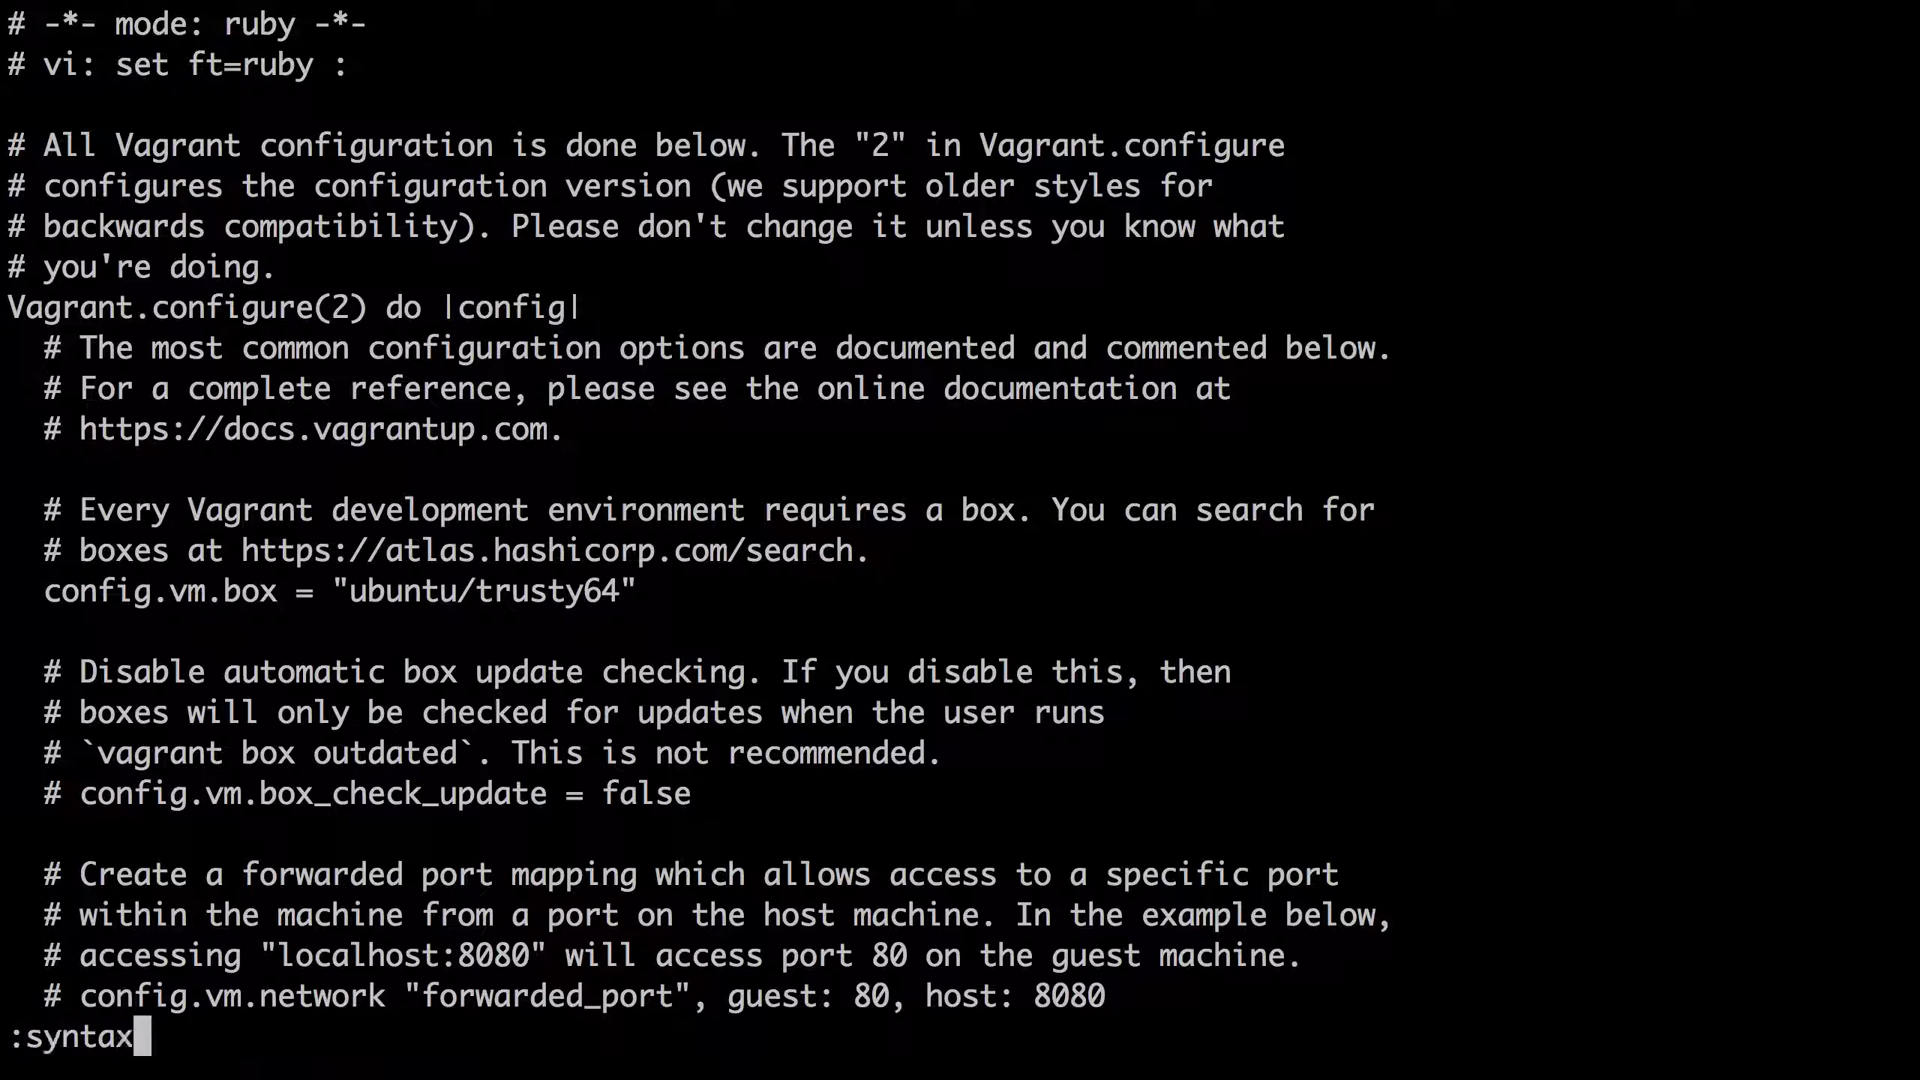 # -*- mode: ruby -*-
# vi: set ft=ruby :
# All Vagrant configuration is done below. The "2" in Vagrant.configure
# configures the configuration version (we support older styles for
# backwards compatibility). Please don't change it unless you know what
# you're doing.
Vagrant.configure(2) do |config|
  # The most common configuration options are documented and commented below.
  # For a complete reference, please see the online documentation at
  # https://docs.vagrantup.com.
  # Every Vagrant development environment requires a box. You can search for
  # boxes at https://atlas.hashicorp.com/search.
  config.vm.box = "ubuntu/trusty64"
  # Disable automatic box update checking. If you disable this, then
  # boxes will only be checked for updates when the user runs
  # `vagrant box outdated`. This is not recommended.
  # config.vm.box_check_update = false
  # Create a forwarded port mapping which allows access to a specific port
  # within the machine from a port on the host machine. In the example below,
  # accessing "localhost:8080" will access port 80 on the guest machine.
  # config.vm.network "forwarded_port", guest: 80, host: 8080
:syntax